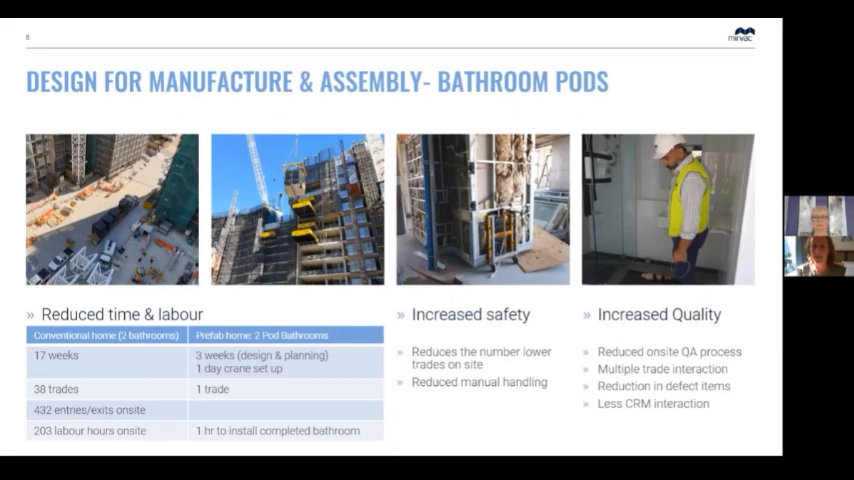 8
mirvac
DESIGN FOR MANUFACTURE & ASSEMBLY- BATHROOM PODS
» Reduced time & labour
Conventional home (2 bathrooms) Prefab home: 2 Pod Bathrooms
17 weeks 3 weeks (design & planning)
1 day crane set up
38 trades 1 trade
432 entries/exits onsite
203 labour hours onsite 1 hr to install completed bathroom
» Increased safety
» Reduces the number lower
trades on site
» Reduced manual handling
» Increased Quality
» Reduced onsite QA process
» Multiple trade interaction
» Reduction in defect items
» Less CRM interaction